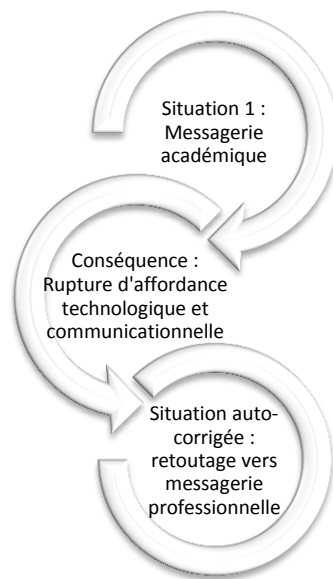 Situation 1 :
Messagerie
académique
Conséquence :
Rupture d'affordance
technologique et
communicationnelle
Situation auto-
corrigée :
retoutage vers
messagerie
professionnelle